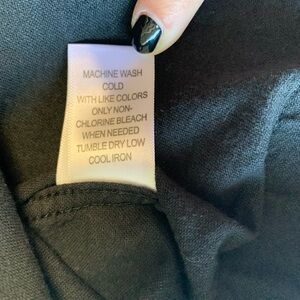 MACHINE WASH
COLD
WITH LIKE COLORS
ONLY NON-
CHLORINE BLEACH
WHEN NEEDED
TUMBLE DRY LOW
COOL IRON